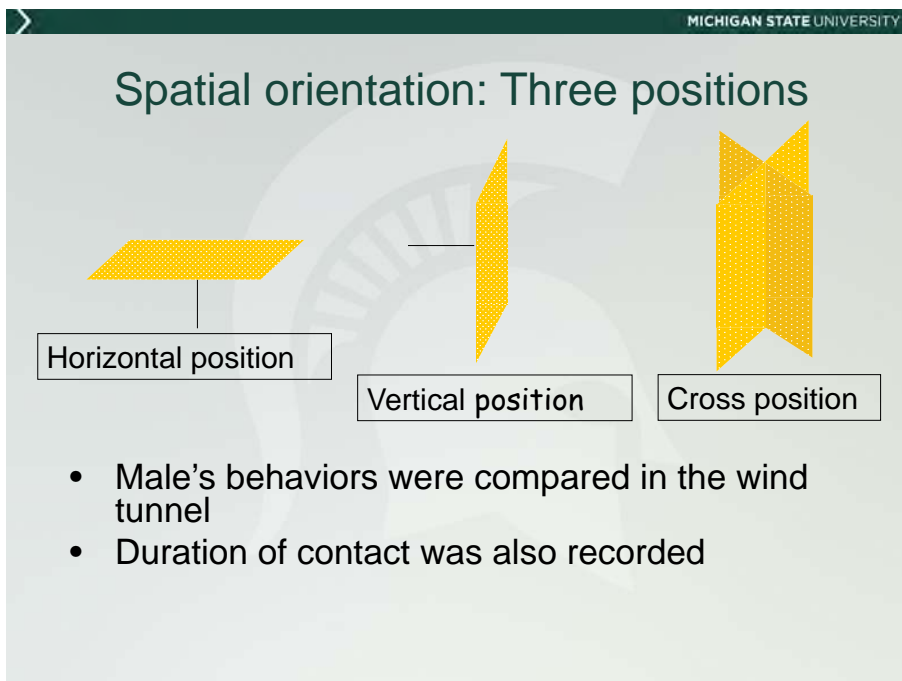 MICHIGAN STATE UNIVERSITY
Spatial orientation: Three positions
Horizontal position
Vertical position
Cross position
• Male’s behaviors were compared in the wind
tunnel
• Duration of contact was also recorded